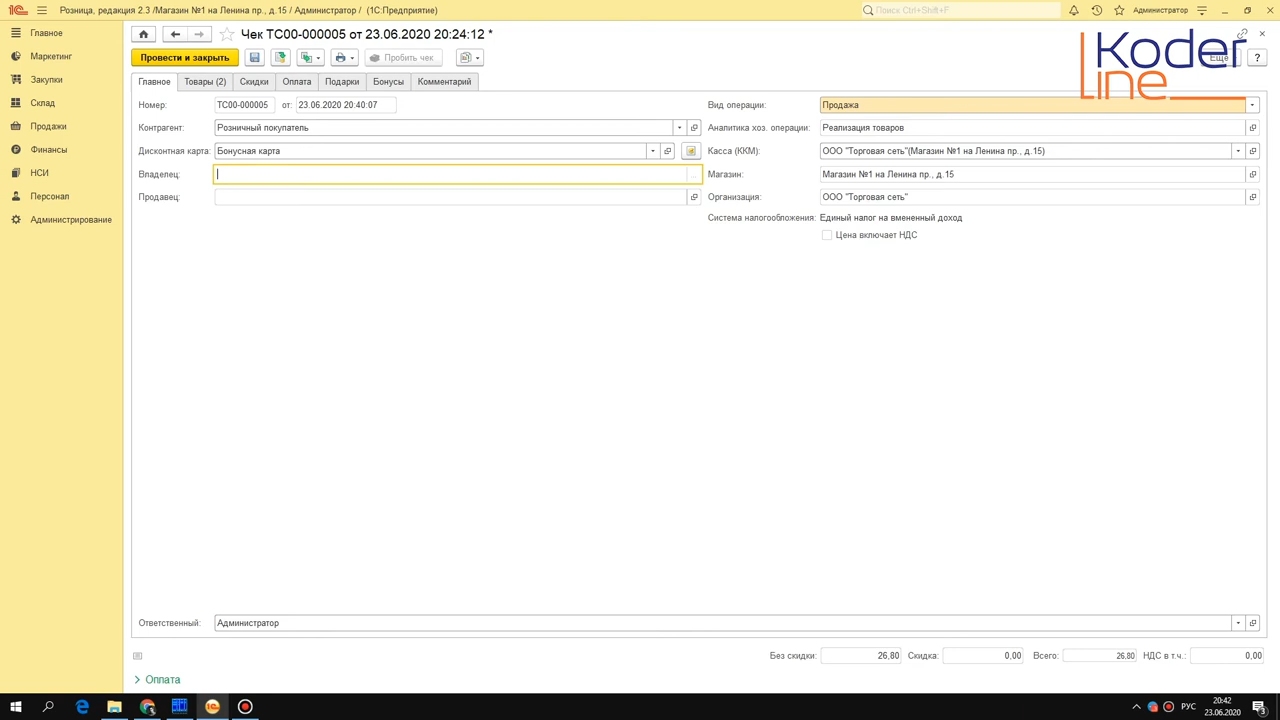 Розница, редакция 2.3 /Магазин №1 на Ленина пр., д.15 / Администратор / (1С:Предприятие)
Поиск Ctrl+Shift+F
Администратор
Главное
Маркетинг
Закупки
Склад
Продажи
Финансы
НСИ
Персонал
Администрирование
Чек ТС00-000005 от 23.06.2020 20:24:12 *
Koder
line
Провести и закрыть
Пробить чек
Еще
?
Главное
Товары (2)
Скидки
Оплата
Подарки
Бонусы
Комментарий
Номер: ТС00-000005 от: 23.06.2020 20:40:07
Вид операции: Продажа
Контрагент: Розничный покупатель
Аналитика хоз. операции: Реализация товаров
Дисконтная карта: Бонусная карта
Касса (ККМ): ООО "Торговая сеть"(Магазин №1 на Ленина пр., д.15)
Владелец:
Магазин: Магазин №1 на Ленина пр., д.15
Продавец:
Организация: ООО "Торговая сеть"
Система налогообложения: Единый налог на вмененный доход
Цена включает НДС
Ответственный: Администратор
Без скидки: 26,80 Скидка: 0,00 Всего: 26,80 НДС в т.ч.: 0,00
Оплата
РУС
20:42
23.06.2020
3